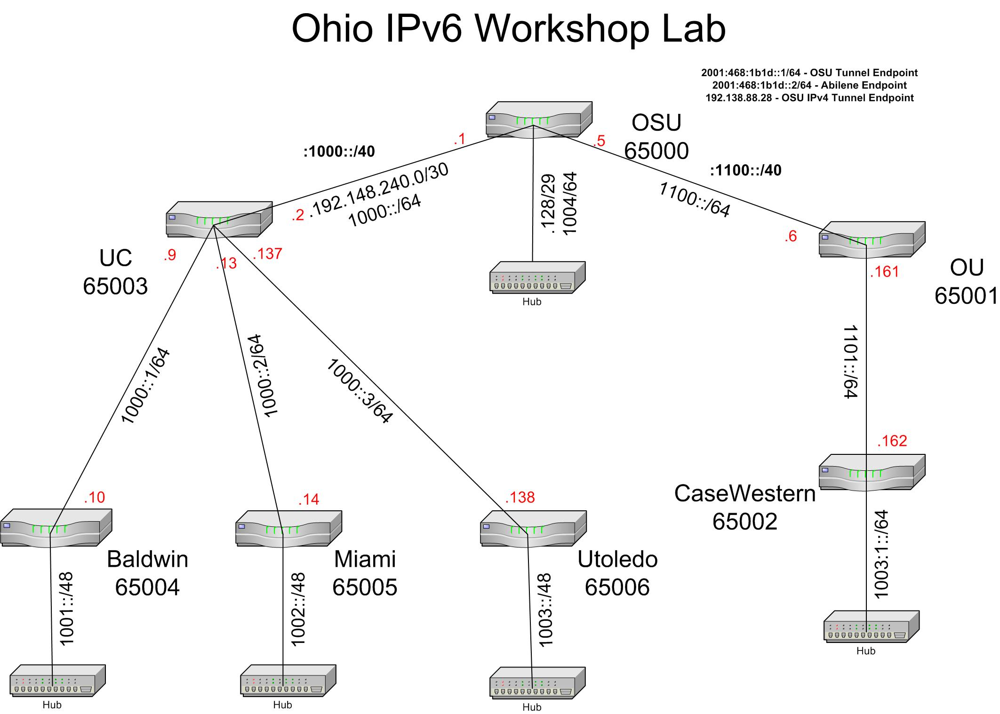 Ohio IPv6 Workshop Lab
2001:468:1b1d::1/64 - OSU Tunnel Endpoint
2001:468:1b1d::2/64 - Abilene Endpoint
192.138.88.28 - OSU IPv4 Tunnel Endpoint
OSU
65000
.1
.5
:1000::/40
:1100::/40
.192.148.240.0/30
1000::/64
.128/29
1004/64
1100::/64
.2
.6
UC
65003
.9
.13
.137
Hub
.161
OU
65001
1000::1/64
1000::2/64
1000::3/64
1101::/64
.162
CaseWestern
65002
.10
.14
.138
Baldwin
65004
Miami
65005
Utoledo
65006
1001::/48
1002::/48
1003::/48
1003:1::/64
Hub
Hub
Hub
Hub